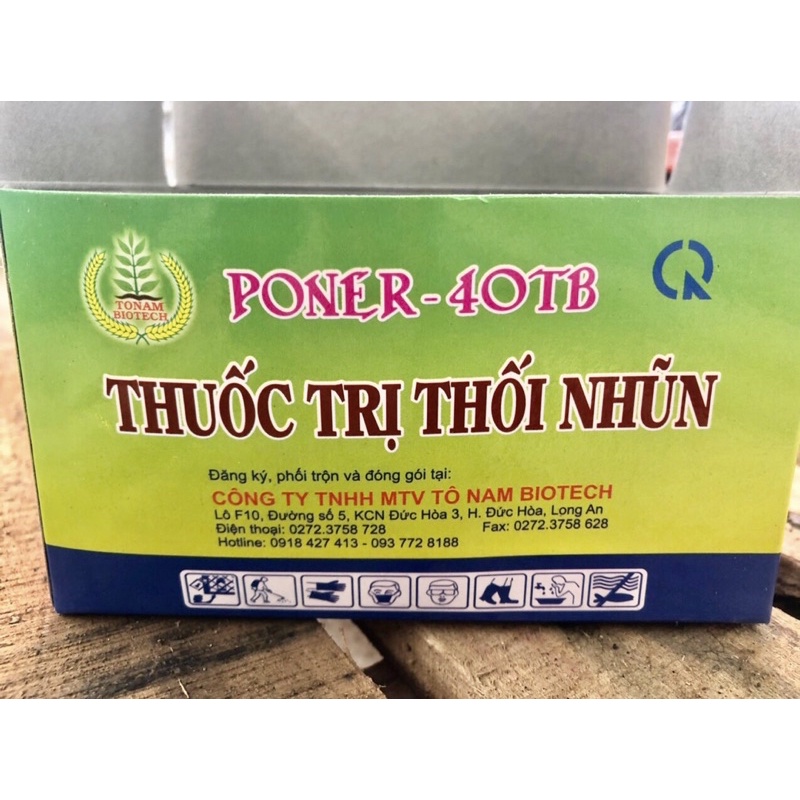 TONAM
BIOTECH
PONER-40TB
THUỐC TRỊ THỐI NHŨN
Đăng ký, phối trộn và đóng gói tại:
CÔNG TY TNHH MTV TÔ NAM BIOTECH
Lô F10, Đường số 5, KCN Đức Hòa 3, H. Đức Hòa, Long An
Điện thoại: 0272.3758 728 Fax: 0272.3758 628
Hotline: 0918 427 413 - 093 772 8188